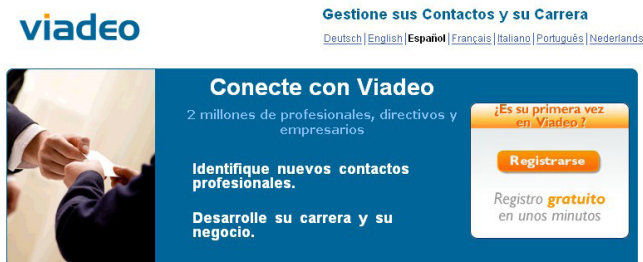 viadeo
Gestione sus Contactos y su Carrera
Deutsch | English | Español | Français | Italiano | Português | Nederlands
Conecte con Viadeo
2 millones de profesionales, directivos y
empresarios
Identifique nuevos contactos
profesionales.
Desarrolle su carrera y su
negocio.
¿Es su primera vez
en Viadeo ?
Registrarse
Registro gratuito
en unos minutos